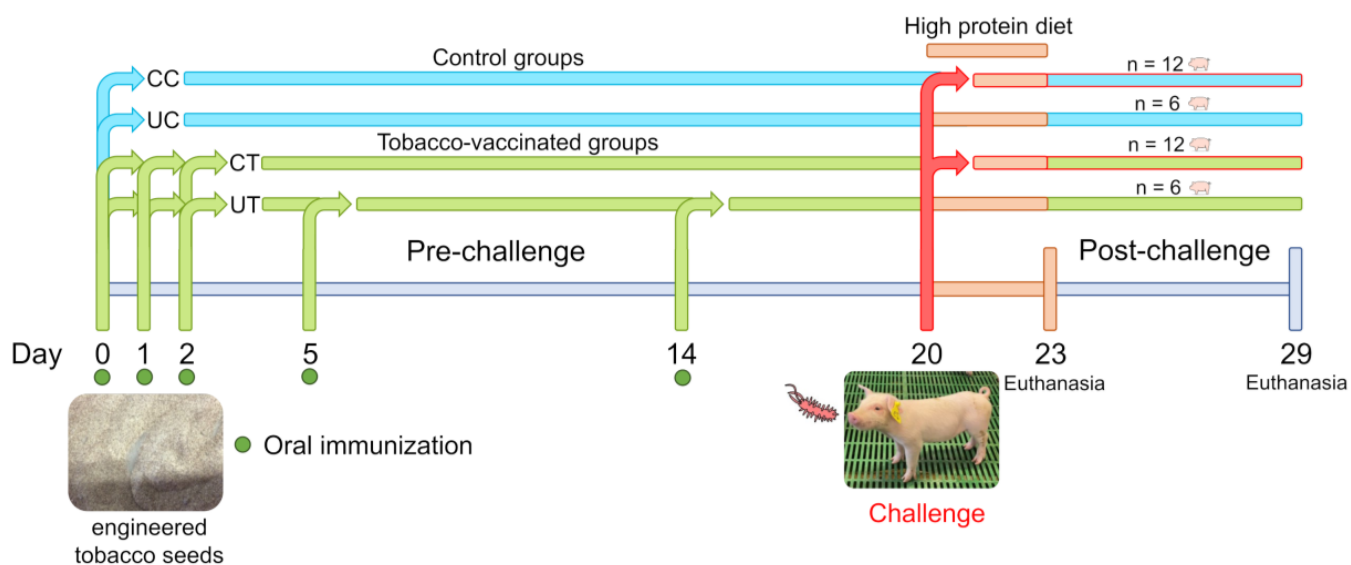 High protein diet
Control groups
CC
n = 12
UC
n = 6
Tobacco-vaccinated groups
CT
n = 12
UT
n = 6
Pre-challenge
Post-challenge
Day 0 1 2 5 14 20 23 29
Euthanasia
Euthanasia
Oral immunization
Challenge
engineered
tobacco seeds